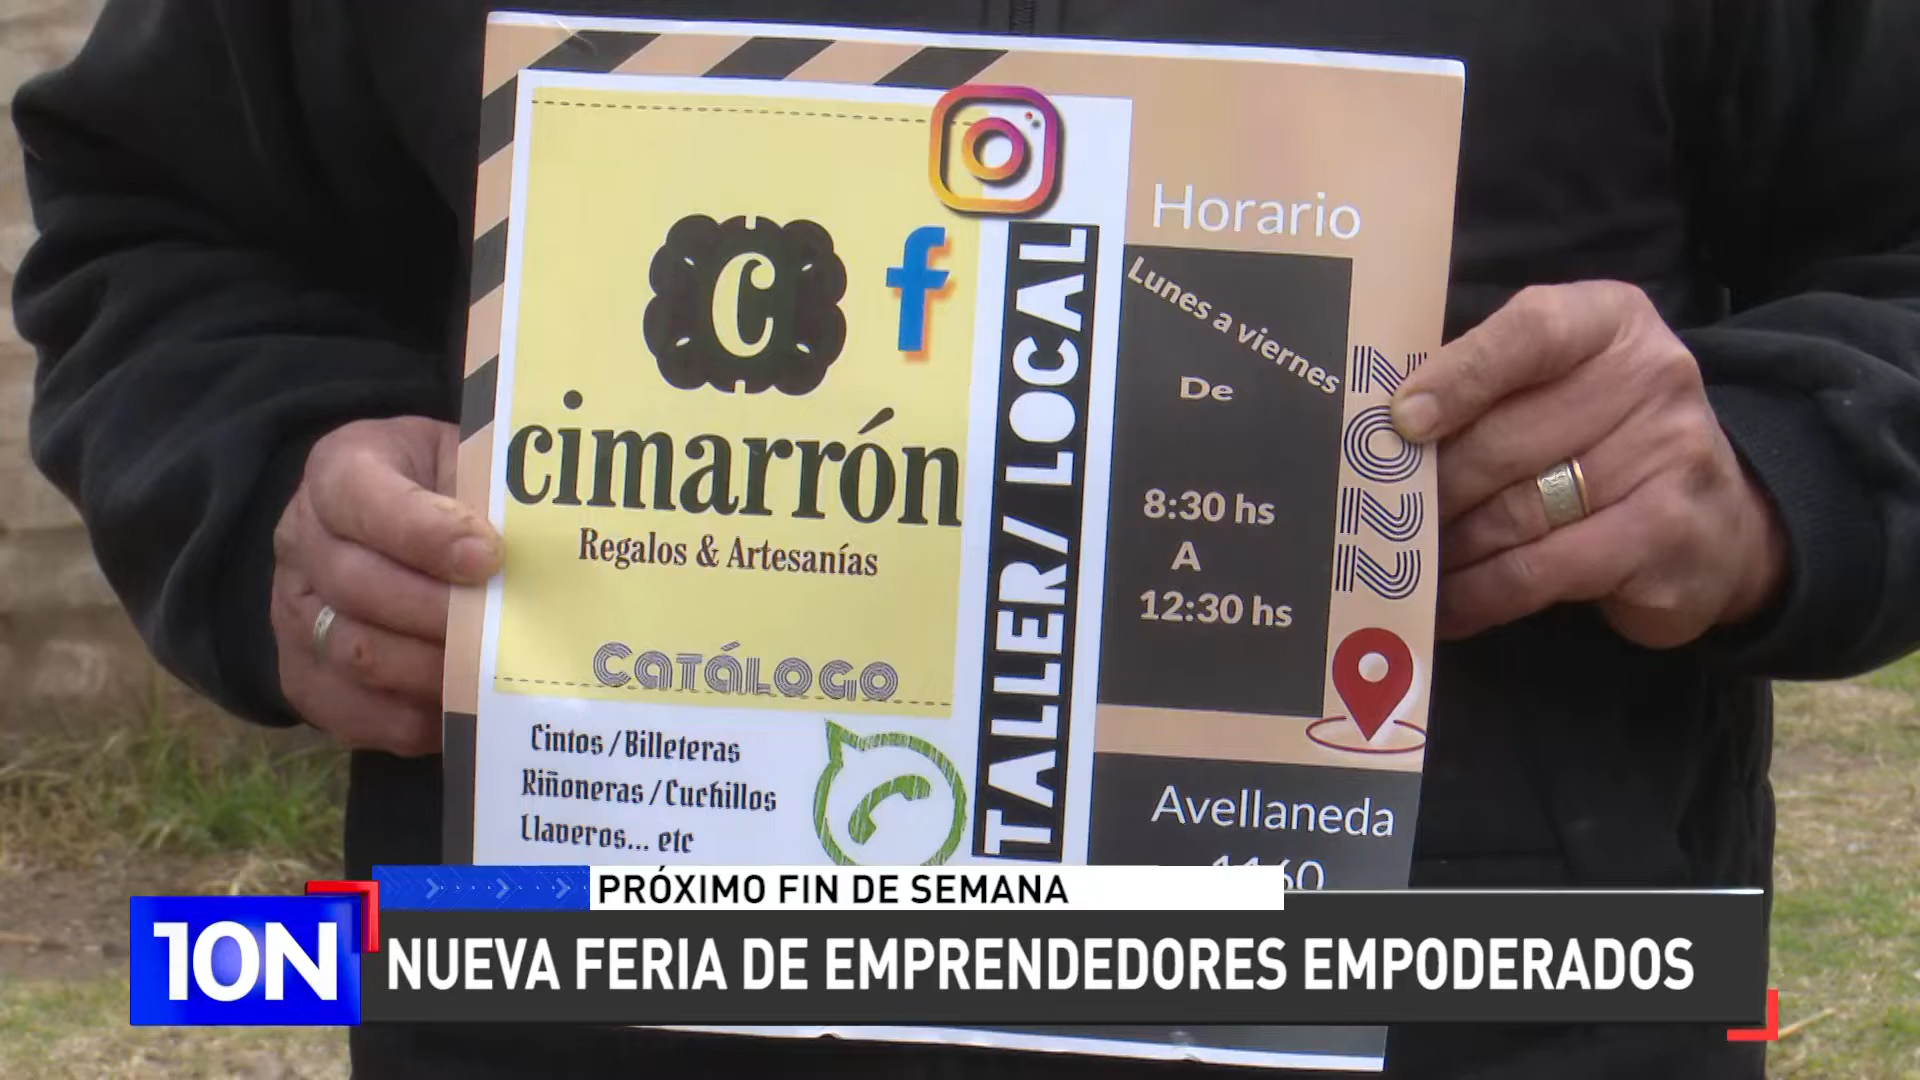 C
cimarrón
Regalos & Artesanías
CATÁLOGO
Cintos / Billeteras
Riñoneras / Cuchillos
Llaveros... etc
TALLER/ LOCAL
Horario
Lunes a viernes
De
8:30 hs
A
12:30 hs
2022
Avellaneda
PRÓXIMO FIN DE SEMANA
10N
NUEVA FERIA DE EMPRENDEDORES EMPODERADOS